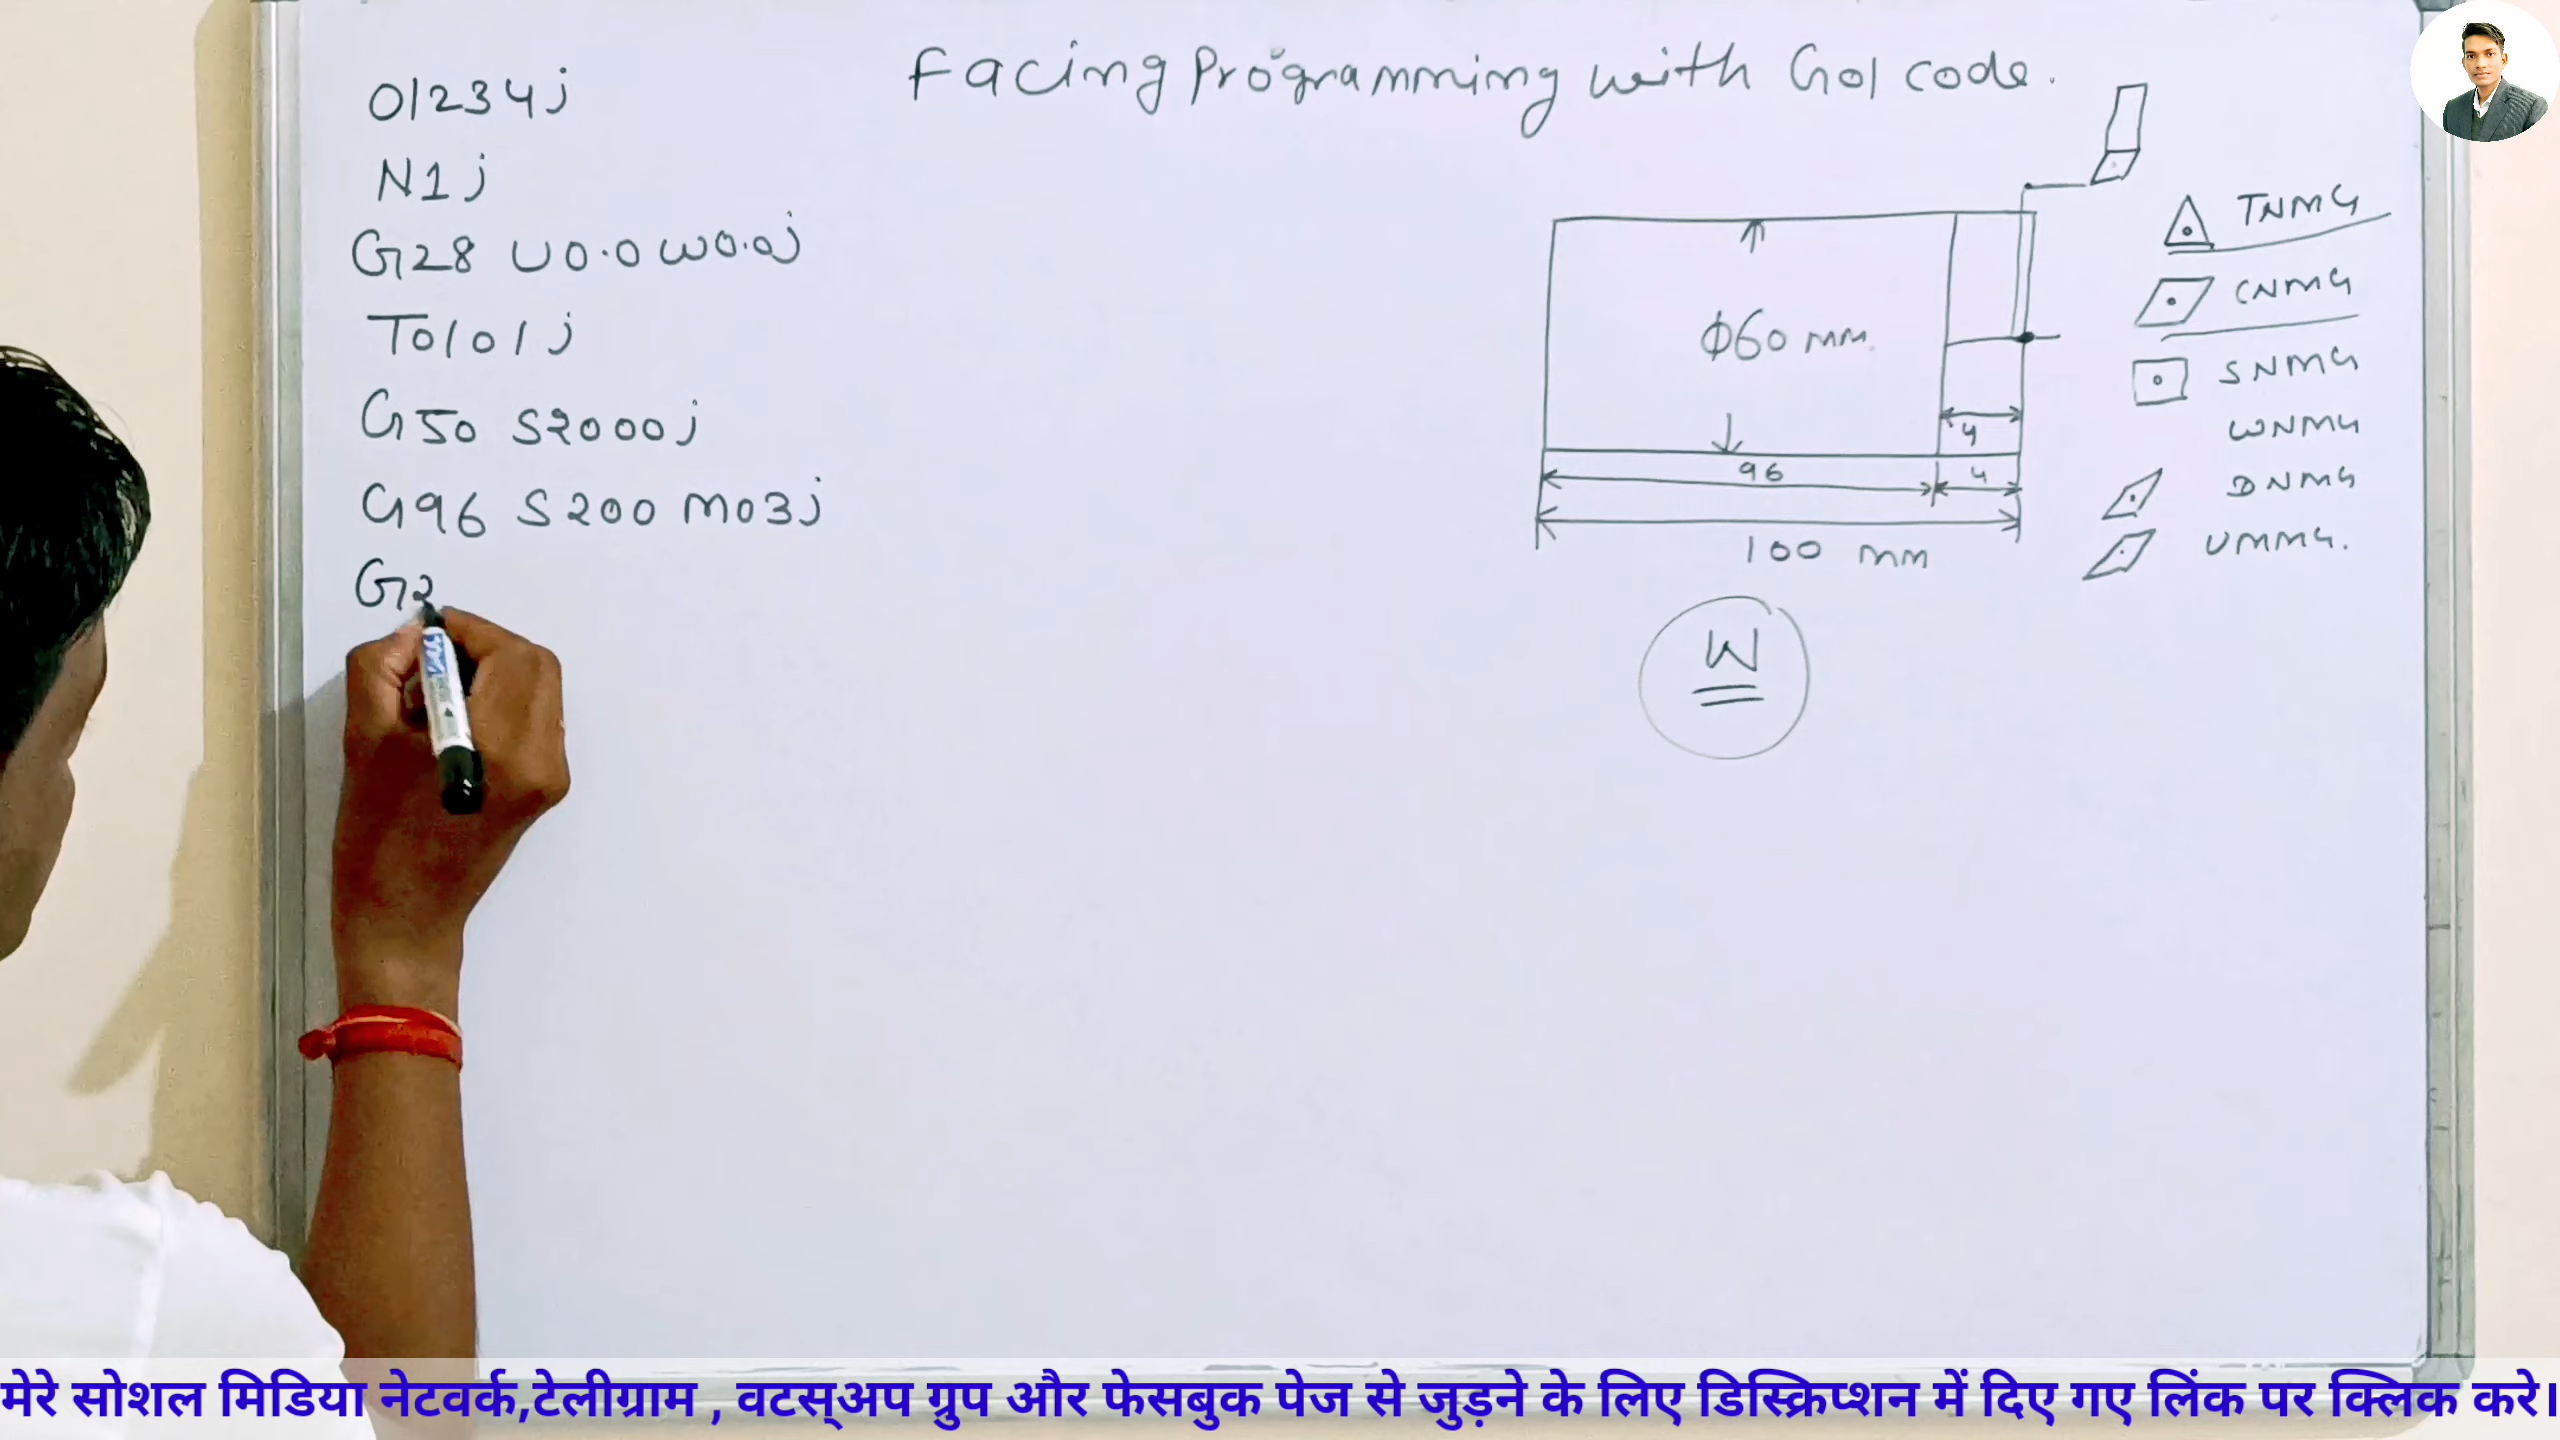 Facing Programming with G01 code.
O1234;
N1;
G28 U0.0 W0.0;
T0101;
G50 S2000;
G96 S200 M03;
G2
Φ60 mm.
4
96
4
100 mm
W
TNMG
CNMG
SNMG
WNMG
DNMG
VMMG.
मेरे सोशल मिडिया नेटवर्क,टेलीग्राम , वटस्अप ग्रुप और फेसबुक पेज से जुड़ने के लिए डिस्क्रिप्शन में दिए गए लिंक पर क्लिक करे।